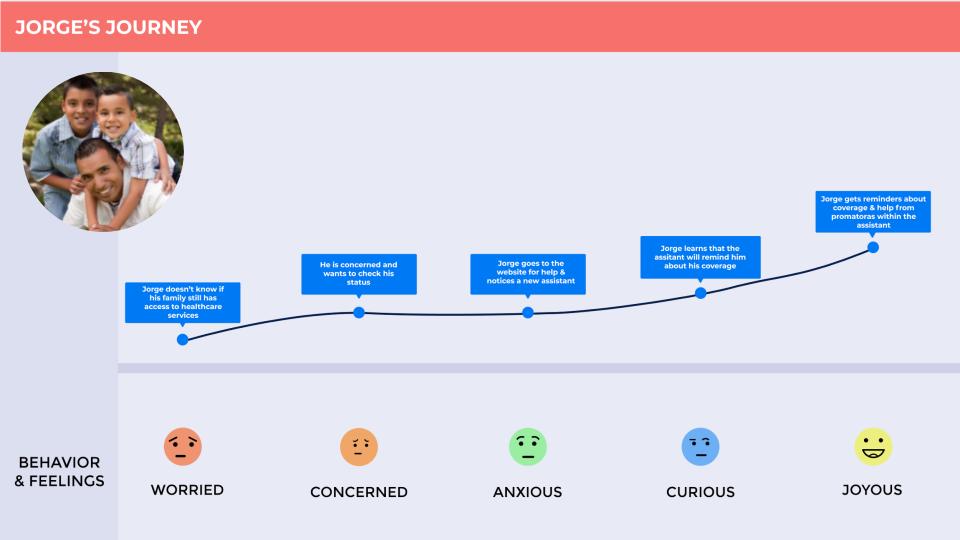 JORGE'S JOURNEY
Jorge doesn't know if
his family still has
access to healthcare
services
He is concerned and
wants to check his
status
Jorge goes to the
website for help &
notices a new assistant
Jorge learns that the
assitant will remind him
about his coverage
Jorge gets reminders about
coverage & help from
promatoras within the
assistant
BEHAVIOR
& FEELINGS
WORRIED
CONCERNED
ANXIOUS
CURIOUS
JOYOUS